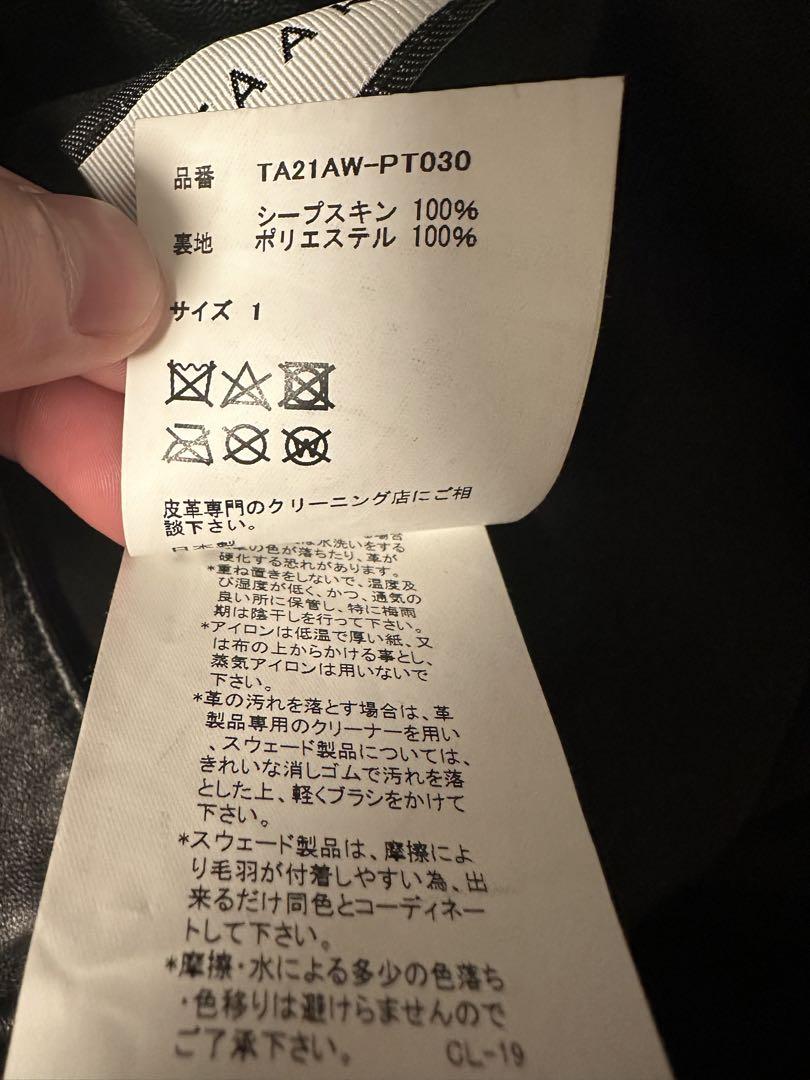 AAA
品番 TA21AW-PT030
シープスキン 100%
裏地 ポリエステル 100%
サイズ 1
皮革専門のクリーニング店にご相
談下さい。
の色が落ちたり、革が
硬化する恐れがあります。
*重ね置きをしないで、温度及
び湿度が低く、かつ、通気の
良い所に保管し、特に梅雨
期は陰干しを行って下さい。
*アイロンは低温で厚い紙、又
は布の上からかける事とし、
蒸気アイロンは用いないで
下さい。
*革の汚れを落とす場合は、革
製品専用のクリーナーを用い
、スウェード製品については、
きれいな消しゴムで汚れを落
とした上、軽くブラシをかけて
下さい。
*スウェード製品は、摩擦によ
り毛羽が付着しやすい為、出
来るだけ同色とコーディネー
トして下さい。
*摩擦・水による多少の色落ち
・色移りは避けらませんので
ご了承下さい。 CL-19